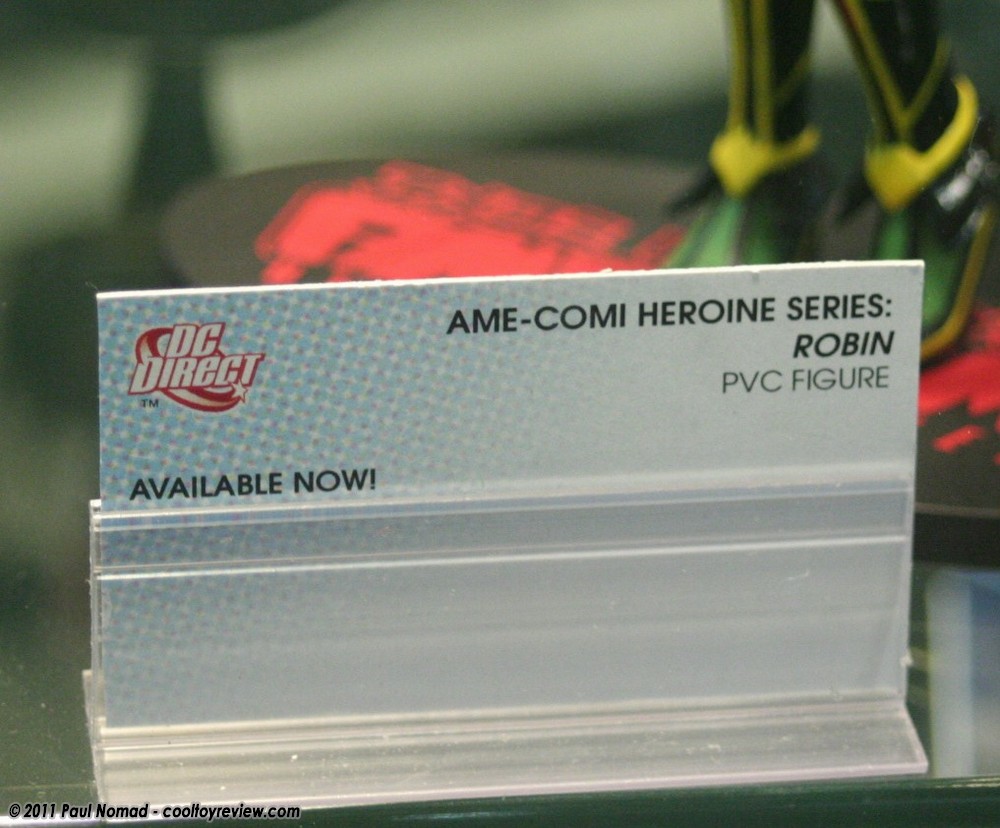 DC
DIRECT
TM
AME-COMI HEROINE SERIES:
ROBIN
PVC FIGURE
AVAILABLE NOW!
© 2011 Paul Nomad - cooltoyreview.com